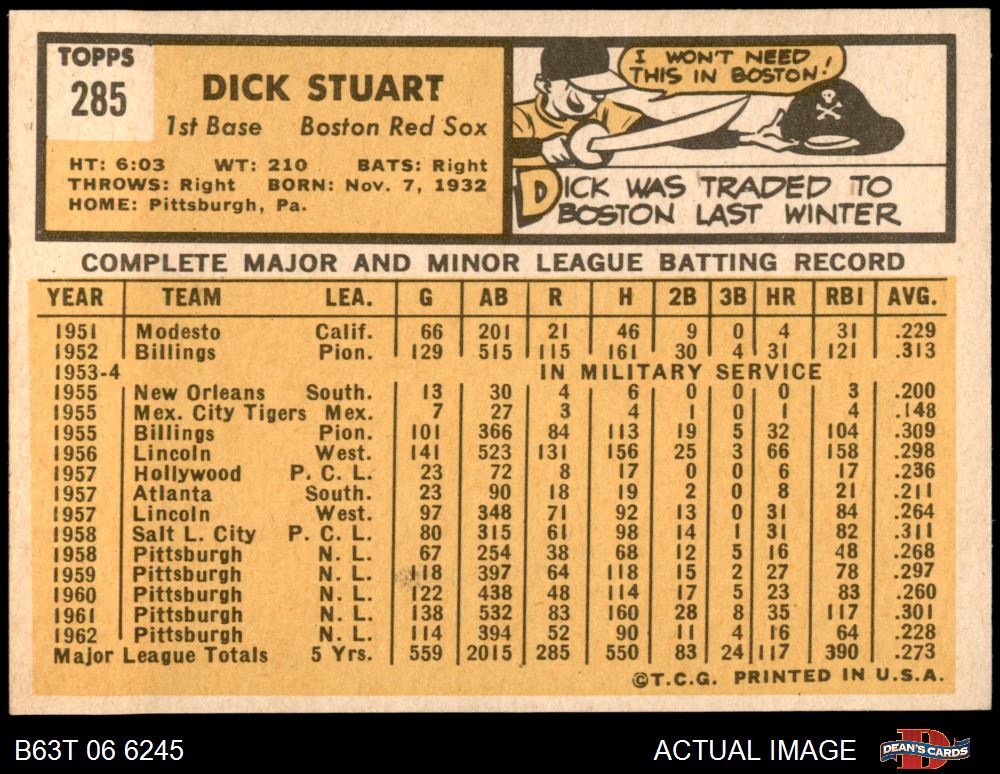 TOPPS
285
DICK STUART
1st Base Boston Red Sox
HT: 6:03 WT: 210 BATS: Right
THROWS: Right BORN: Nov. 7, 1932
HOME: Pittsburgh, Pa.
I WON'T NEED
THIS IN BOSTON!
DICK WAS TRADED TO
BOSTON LAST WINTER
COMPLETE MAJOR AND MINOR LEAGUE BATTING RECORD
YEAR TEAM LEA. G AB R H 2B 3B HR RBI AVG.
1951 Modesto Calif. 66 201 21 46 9 0 4 31 .229
1952 Billings Pion. 129 515 115 161 30 4 31 121 .313
1953-4 IN MILITARY SERVICE
1955 New Orleans South. 13 30 4 6 0 0 0 3 .200
1955 Mex. City Tigers Mex. 7 27 3 4 1 0 1 4 .148
1955 Billings Pion. 101 366 84 113 19 5 32 104 .309
1956 Lincoln West. 141 523 131 156 25 3 66 158 .298
1957 Hollywood P. C. L. 23 72 8 17 0 0 6 17 .236
1957 Atlanta South. 23 90 18 19 2 0 8 21 .211
1957 Lincoln West. 97 348 71 92 13 0 31 84 .264
1958 Salt L. City P. C. L. 80 315 61 98 14 1 31 82 .311
1958 Pittsburgh N. L. 67 254 38 68 12 5 16 48 .268
1959 Pittsburgh N. L. 118 397 64 118 15 2 27 78 .297
1960 Pittsburgh N. L. 122 438 48 114 17 5 23 83 .260
1961 Pittsburgh N. L. 138 532 83 160 28 8 35 117 .301
1962 Pittsburgh N. L. 114 394 52 90 11 4 16 64 .228
Major League Totals 5 Yrs. 559 2015 285 550 83 24 117 390 .273
©T.C.G. PRINTED IN U.S.A.
B63T 06 6245 ACTUAL IMAGE DEAN'S CARDS